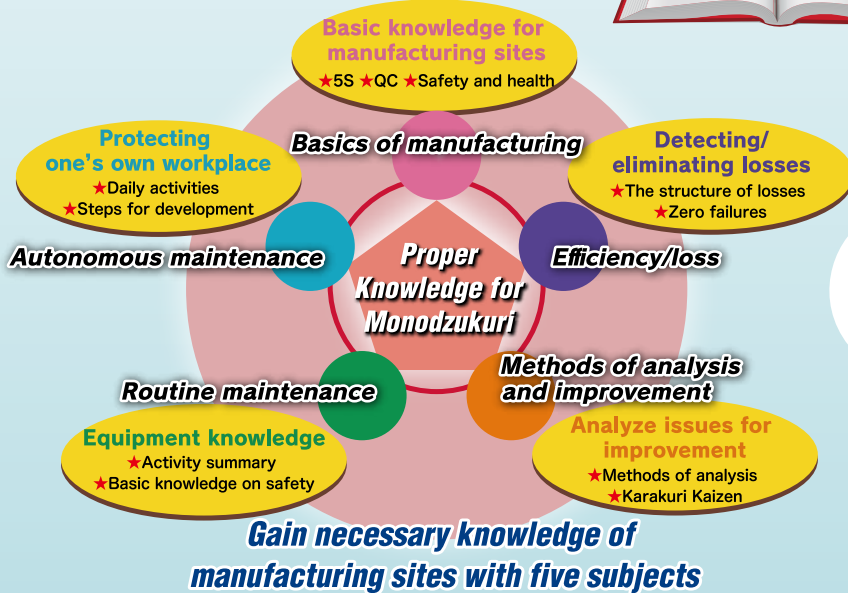 Basic knowledge for
manufacturing sites
★5S ★QC ★Safety and health
Basics of manufacturing
Protecting
one's own workplace
★Daily activities
★Steps for development
Autonomous maintenance
Detecting/
eliminating losses
★The structure of losses
★Zero failures
Efficiency/loss
Proper
Knowledge for
Monodzukuri
Routine maintenance
Equipment knowledge
★Activity summary
★Basic knowledge on safety
Methods of analysis
and improvement
Analyze issues for
improvement
★Methods of analysis
★Karakuri Kaizen
Gain necessary knowledge of
manufacturing sites with five subjects